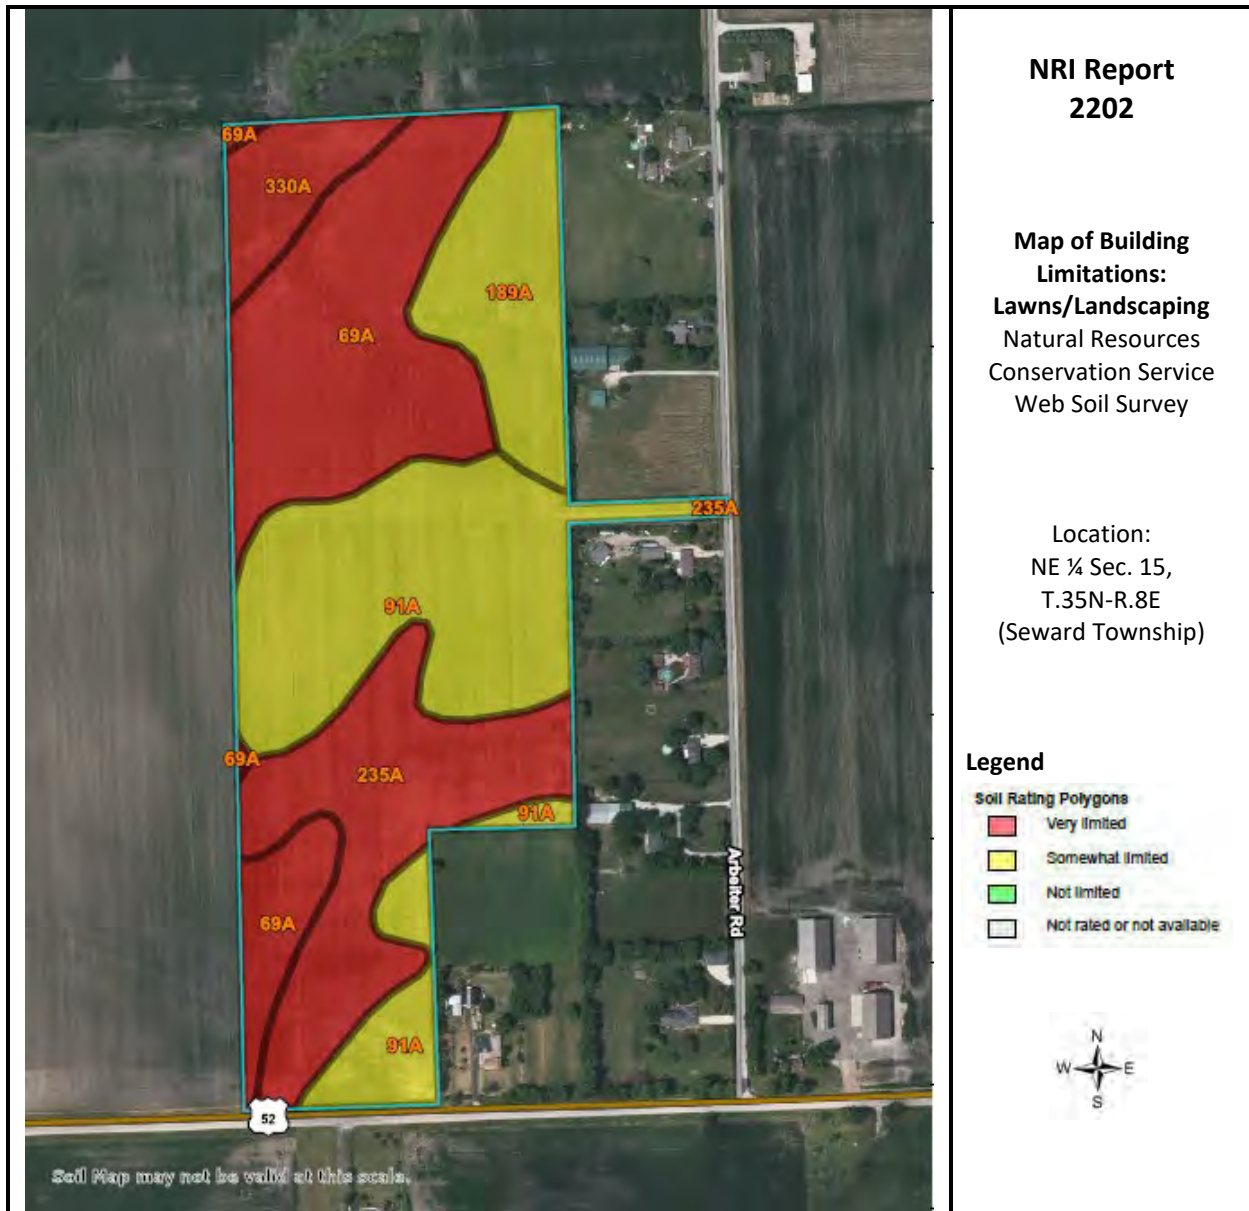 69A
330A
189A
69A
235A
91A
69A
235A
91A
69A
91A
Arbeiter Rd
52
Soil Map may not be valid at this scale.
NRI Report
2202
Map of Building
Limitations:
Lawns/Landscaping
Natural Resources
Conservation Service
Web Soil Survey
Location:
NE ¼ Sec. 15,
T.35N-R.8E
(Seward Township)
Legend
Soil Rating Polygons
Very limited
Somewhat limited
Not limited
Not rated or not available
N
W E
S